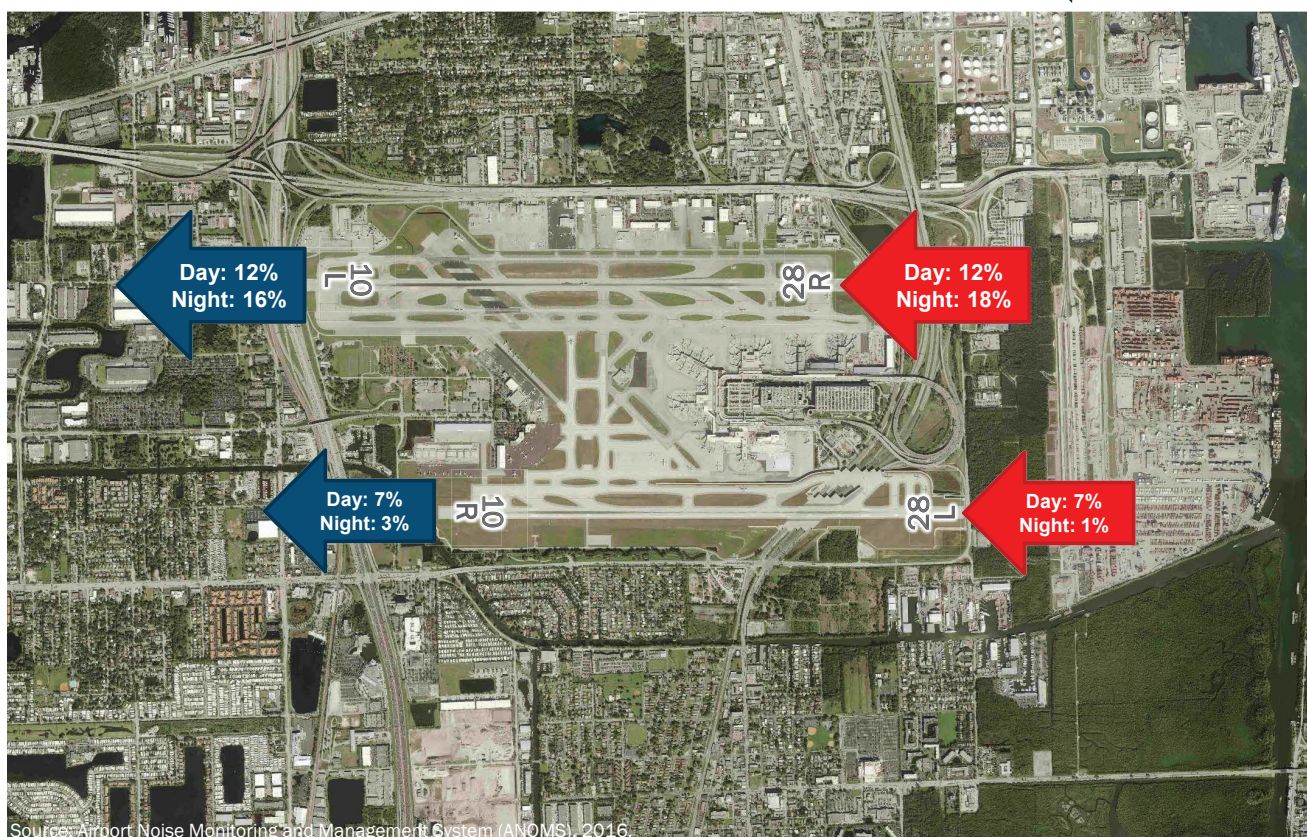 Day: 12%
Night: 16%
10
L
28
R
Day: 12%
Night: 18%
Day: 7%
Night: 3%
10
R
28
L
Day: 7%
Night: 1%
Source: Airport Noise Monitoring and Management System (ANOMS), 2016.